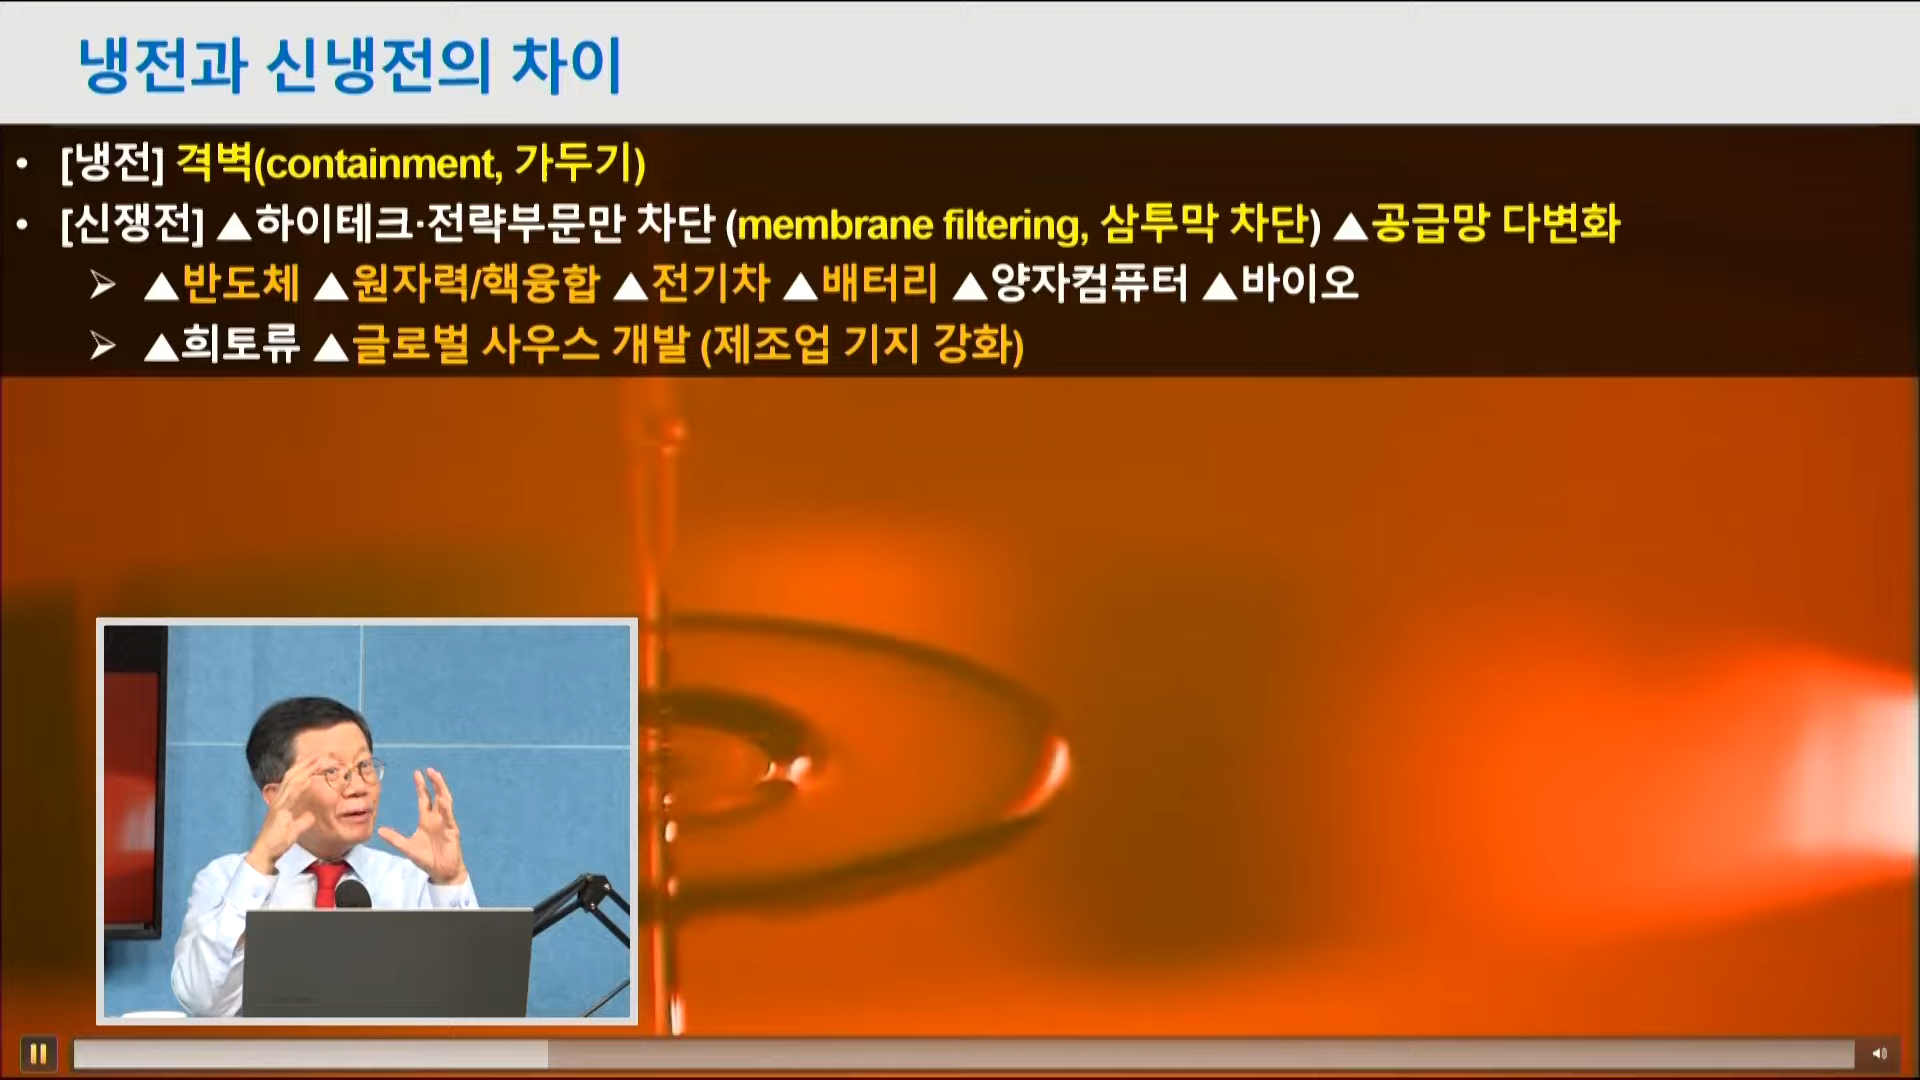 냉전과 신냉전의 차이
• [냉전] 격벽(containment, 가두기)
• [신쟁전] ▲하이테크·전략부문만 차단 (membrane filtering, 삼투막 차단) ▲공급망 다변화
➢ ▲반도체 ▲원자력/핵융합 ▲전기차 ▲배터리 ▲양자컴퓨터 ▲바이오
➢ ▲희토류 ▲글로벌 사우스 개발 (제조업 기지 강화)